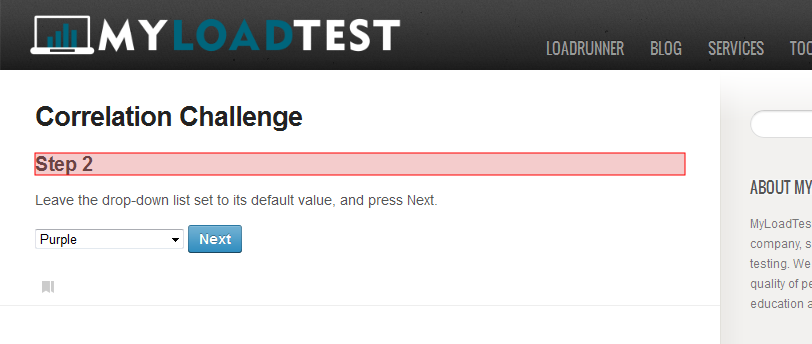 MYLOADTEST
LOADRUNNER BLOG SERVICES
Correlation Challenge
Step 2
Leave the drop-down list set to its default value, and press Next.
Purple Next
ABOUT MY
MyLoadTes
company, s
testing. We
quality of pe
education a